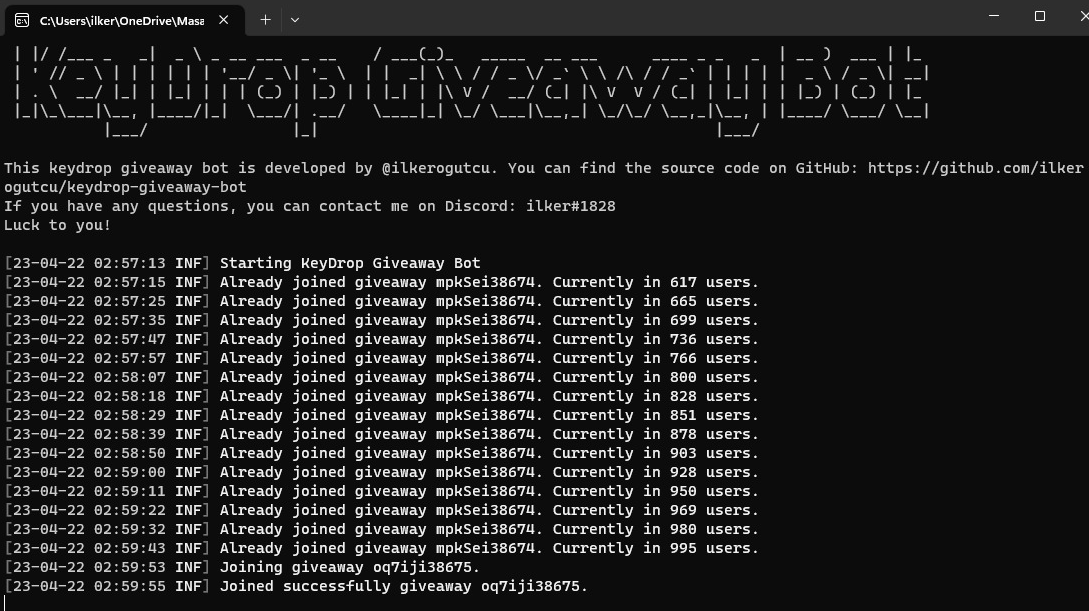 C:\Users\ilker\OneDrive\Masa
KeyDrop Giveaway Bot
This keydrop giveaway bot is developed by @ilkerogutcu. You can find the source code on GitHub: https://github.com/ilker
ogutcu/keydrop-giveaway-bot
If you have any questions, you can contact me on Discord: ilker#1828
Luck to you!
[23-04-22 02:57:13 INF] Starting KeyDrop Giveaway Bot
[23-04-22 02:57:15 INF] Already joined giveaway mpkSei38674. Currently in 617 users.
[23-04-22 02:57:25 INF] Already joined giveaway mpkSei38674. Currently in 665 users.
[23-04-22 02:57:35 INF] Already joined giveaway mpkSei38674. Currently in 699 users.
[23-04-22 02:57:47 INF] Already joined giveaway mpkSei38674. Currently in 736 users.
[23-04-22 02:57:57 INF] Already joined giveaway mpkSei38674. Currently in 766 users.
[23-04-22 02:58:07 INF] Already joined giveaway mpkSei38674. Currently in 800 users.
[23-04-22 02:58:18 INF] Already joined giveaway mpkSei38674. Currently in 828 users.
[23-04-22 02:58:29 INF] Already joined giveaway mpkSei38674. Currently in 851 users.
[23-04-22 02:58:39 INF] Already joined giveaway mpkSei38674. Currently in 878 users.
[23-04-22 02:58:50 INF] Already joined giveaway mpkSei38674. Currently in 903 users.
[23-04-22 02:59:00 INF] Already joined giveaway mpkSei38674. Currently in 928 users.
[23-04-22 02:59:11 INF] Already joined giveaway mpkSei38674. Currently in 950 users.
[23-04-22 02:59:22 INF] Already joined giveaway mpkSei38674. Currently in 969 users.
[23-04-22 02:59:32 INF] Already joined giveaway mpkSei38674. Currently in 980 users.
[23-04-22 02:59:43 INF] Already joined giveaway mpkSei38674. Currently in 995 users.
[23-04-22 02:59:53 INF] Joining giveaway oq7iji38675.
[23-04-22 02:59:55 INF] Joined successfully giveaway oq7iji38675.